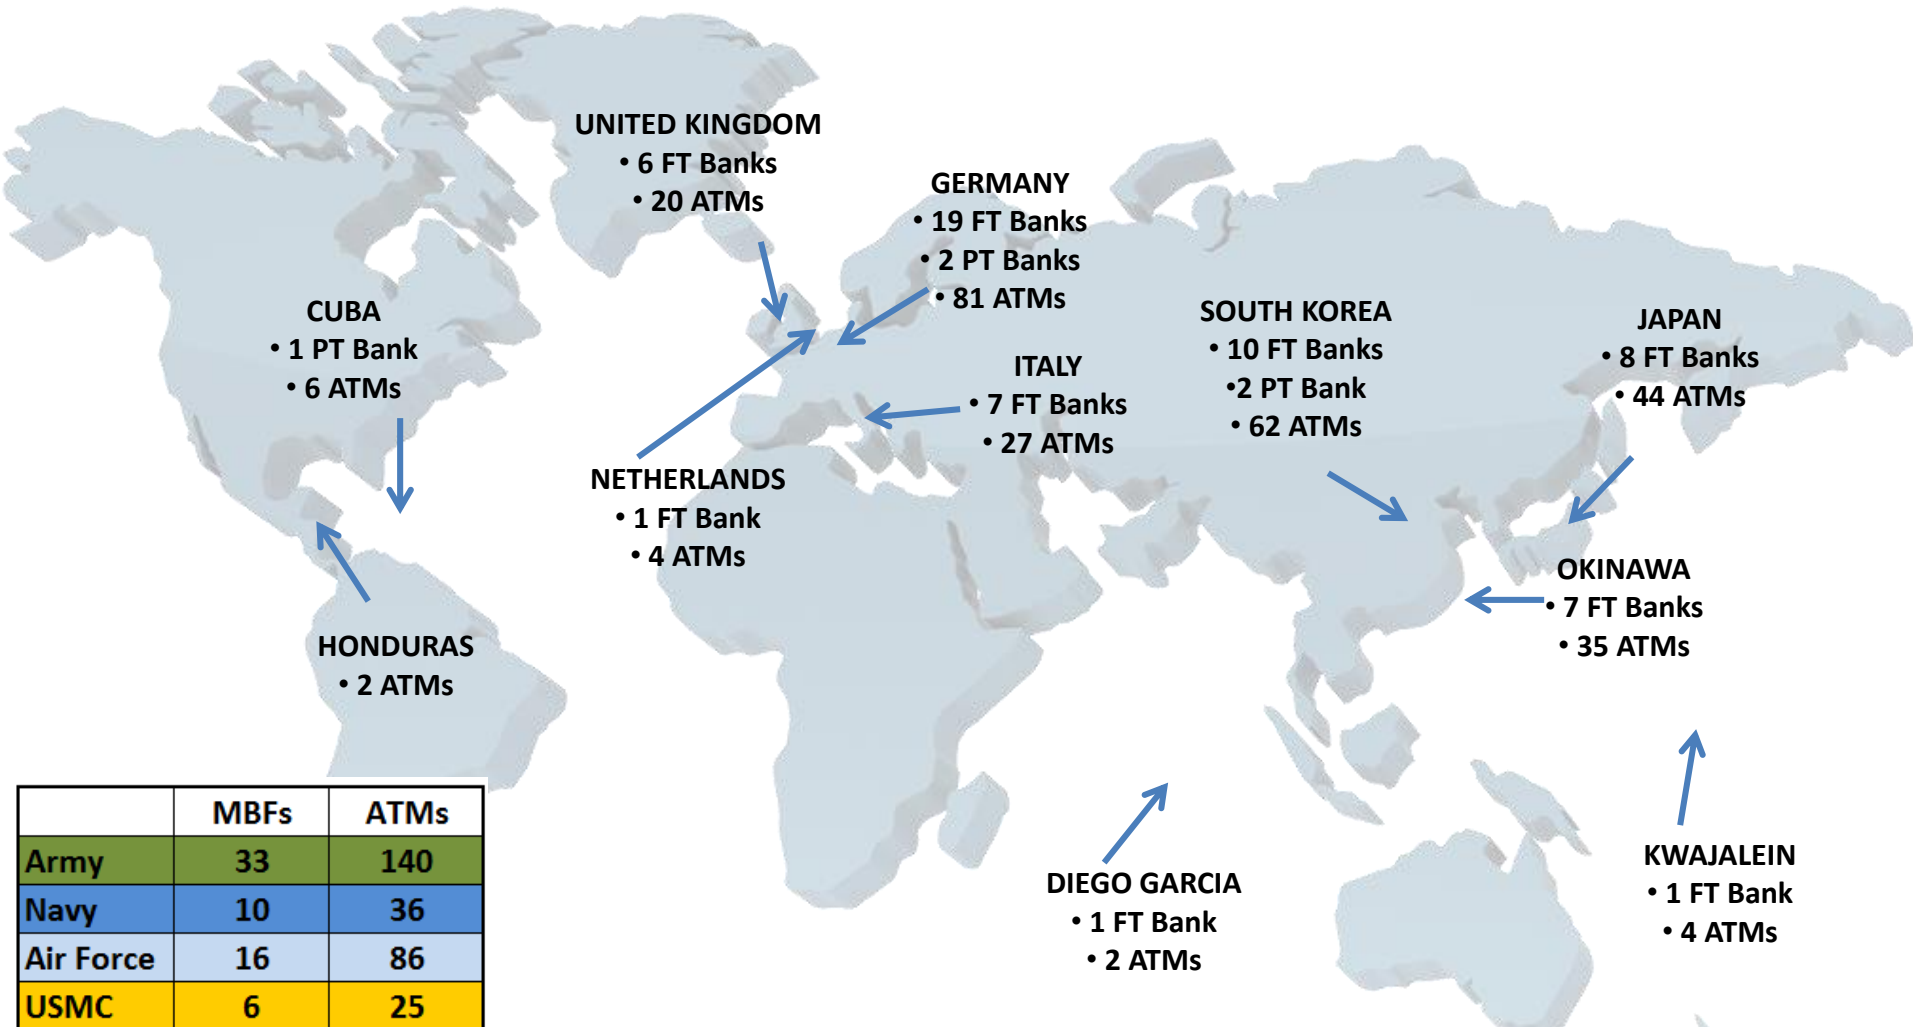 UNITED KINGDOM
• 6 FT Banks
• 20 ATMs
GERMANY
• 19 FT Banks
• 2 PT Banks
• 81 ATMs
CUBA
• 1 PT Bank
• 6 ATMs
SOUTH KOREA
• 10 FT Banks
•2 PT Bank
• 62 ATMs
JAPAN
• 8 FT Banks
• 44 ATMs
ITALY
• 7 FT Banks
• 27 ATMs
NETHERLANDS
• 1 FT Bank
• 4 ATMs
OKINAWA
• 7 FT Banks
• 35 ATMs
HONDURAS
• 2 ATMs
DIEGO GARCIA
• 1 FT Bank
• 2 ATMs
KWAJALEIN
• 1 FT Bank
• 4 ATMs
MBFs ATMs
Army 33 140
Navy 10 36
Air Force 16 86
USMC 6 25